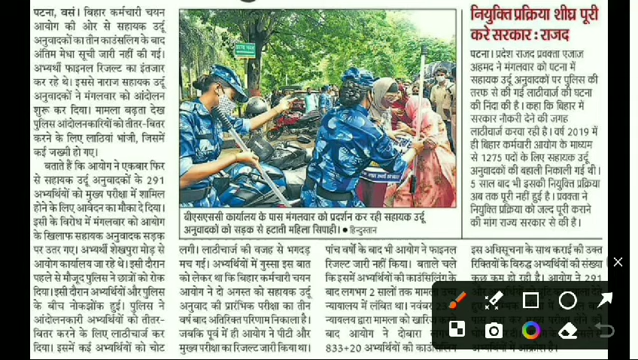 पटना, वसं। बिहार कर्मचारी चयन
आयोग की ओर से सहायक उर्दू
अनुवादकों का तीन काउंसलिंग के बाद
अंतिम मेधा सूची जारी नहीं की गई।
अभ्यर्थी फाइनल रिजल्ट का इंतजार
कर रहे थे। इससे नाराज सहायक उर्दू
अनुवादकों ने मंगलवार को आंदोलन
शुरू कर दिया। मामला बढ़ता देख
पुलिस आन्दोलनकारियों को तीतर-बितर
करने के लिए लाठियां भांजी, जिसमें
कई जख्मी हो गए।
बताते हैं कि आयोग ने एकबार फिर
से सहायक उर्दू अनुवादकों के 291
अभ्यर्थियों को मुख्य परीक्षा में शामिल
होने के लिए आवेदन का मौका दे दिया।
इसी के विरोध में मंगलवार को आयोग
के खिलाफ सहायक अनुवादक सड़क
पर उतर गए। अभ्यर्थी शेखपुरा मोड़ से
आयोग कार्यालय जा रहे थे। इसी दौरान
पहले से मौजूद पुलिस ने छात्रों को रोक
दिया। इसी दौरान अभ्यर्थियों और पुलिस
के बीच नोकझोंक हुई। पुलिस ने
आंदोलनकारी अभ्यर्थियों को तीतर-
बितर करने के लिए लाठीचार्ज कर
दिया। इसमें कई अभ्यर्थियों को चोट
बीएसएससी कार्यालय के पास मंगलवार को प्रदर्शन कर रही सहायक उर्दू
अनुवादकों को सड़क से हटाती महिला सिपाही। ● हिन्दुस्तान
लगी। लाठीचार्ज की वजह से भगदड़
मच गई। अभ्यर्थियों में गुस्सा इस बात
को लेकर था कि बिहार कर्मचारी चयन
आयोग ने दो अगस्त को सहायक उर्दू
अनुवाद की प्रारंभिक परीक्षा का तीन
वर्ष बाद अतिरिक्त परिणाम निकाला है।
जबकि पूर्व में ही आयोग ने पीटी और
मुख्य परीक्षा का रिजल्ट जारी किया था।
पांच वर्षों के बाद भी आयोग ने फाइनल
रिजल्ट जारी नहीं किया। बताते चले
कि इसमें अभ्यर्थियों की काउंसिलिंग के
बाद लगभग 2 सालों तक मामला
न्यायालय में लंबित था। नवंबर
न्यायलय द्वारा मामला को खारिज
बाद आयोग ने दोबारा
833+20 अभ्यर्थियों की
नियुक्ति प्रक्रिया शीघ्र पूरी
करे सरकार : राजद
पटना। प्रदेश राजद प्रवक्ता एजाज
अहमद ने मंगलवार को पटना में
सहायक उर्दू अनुवादकों पर पुलिस की
तरफ से की गई लाठीचार्ज की घटना
की निंदा की है। कहा कि बिहार में
सरकार नौकरी देने की जगह
लाठीचार्ज करवा रही है। वर्ष 2019 में
ही बिहार कर्मचारी आयोग के माध्यम
से 1275 पदों के लिए सहायक उर्दू
अनुवादकों की बहाली निकाली गई थी।
5 साल बाद भी इसकी नियुक्ति प्रक्रिया
अब तक पूरी नहीं हुई है। प्रवक्ता ने
नियुक्ति प्रक्रिया को जल्द पूरी कराने
की मांग राज्य सरकार से की है।
इस अधिसूचना के साथ कराई की उक्त
रिक्तियों के विरुद्ध अभ्यर्थियों की संख्या
कुछ कम हो रही है। आयोग ने 291